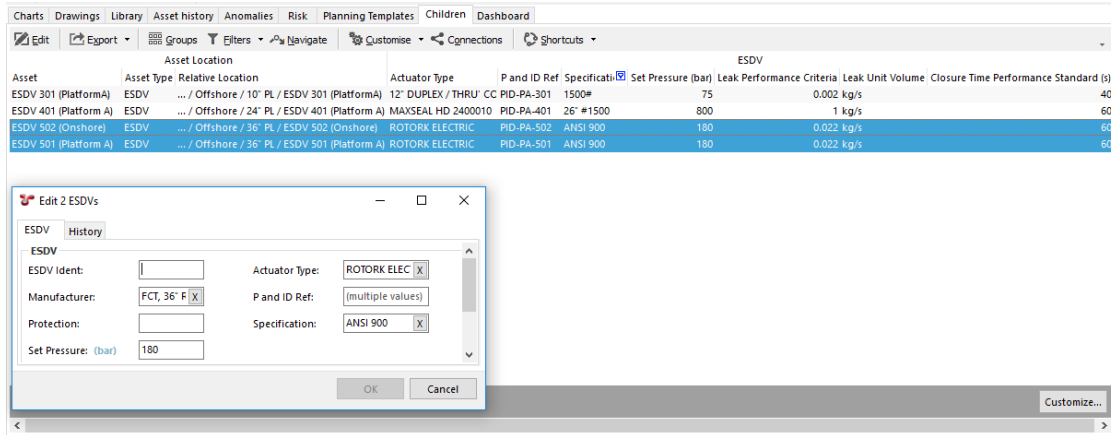 Charts Drawings Library Asset history Anomalies Risk Planning Templates Children Dashboard
Edit Export Groups Filters Navigate Customise Connections Shortcuts
Asset Location ESDV
Asset Asset Type Relative Location Actuator Type P and ID Ref Specificati Set Pressure (bar) Leak Performance Criteria Leak Unit Volume Closure Time Performance Standard (s)
ESDV 301 (PlatformA) ESDV ... / Offshore / 10" PL / ESDV 301 (PlatformA) 12" DUPLEX / THRU' CC PID-PA-301 1500# 75 0.002 kg/s 40
ESDV 401 (Platform A) ESDV ... / Offshore / 24" PL / ESDV 401 (Platform A) MAXSEAL HD 2400010 PID-PA-401 26" #1500 800 1 kg/s 60
ESDV 502 (Onshore) ESDV ... / Offshore / 36" PL / ESDV 502 (Onshore) ROTORK ELECTRIC PID-PA-502 ANSI 900 180 0.022 kg/s 60
ESDV 501 (Platform A) ESDV ... / Offshore / 36" PL / ESDV 501 (Platform A) ROTORK ELECTRIC PID-PA-501 ANSI 900 180 0.022 kg/s 60
Edit 2 ESDVs
ESDV History
ESDV
ESDV Ident: Actuator Type: ROTORK ELEC X
Manufacturer: FCT, 36" F X P and ID Ref: (multiple values)
Protection: Specification: ANSI 900 X
Set Pressure: (bar) 180
OK Cancel
Customize...